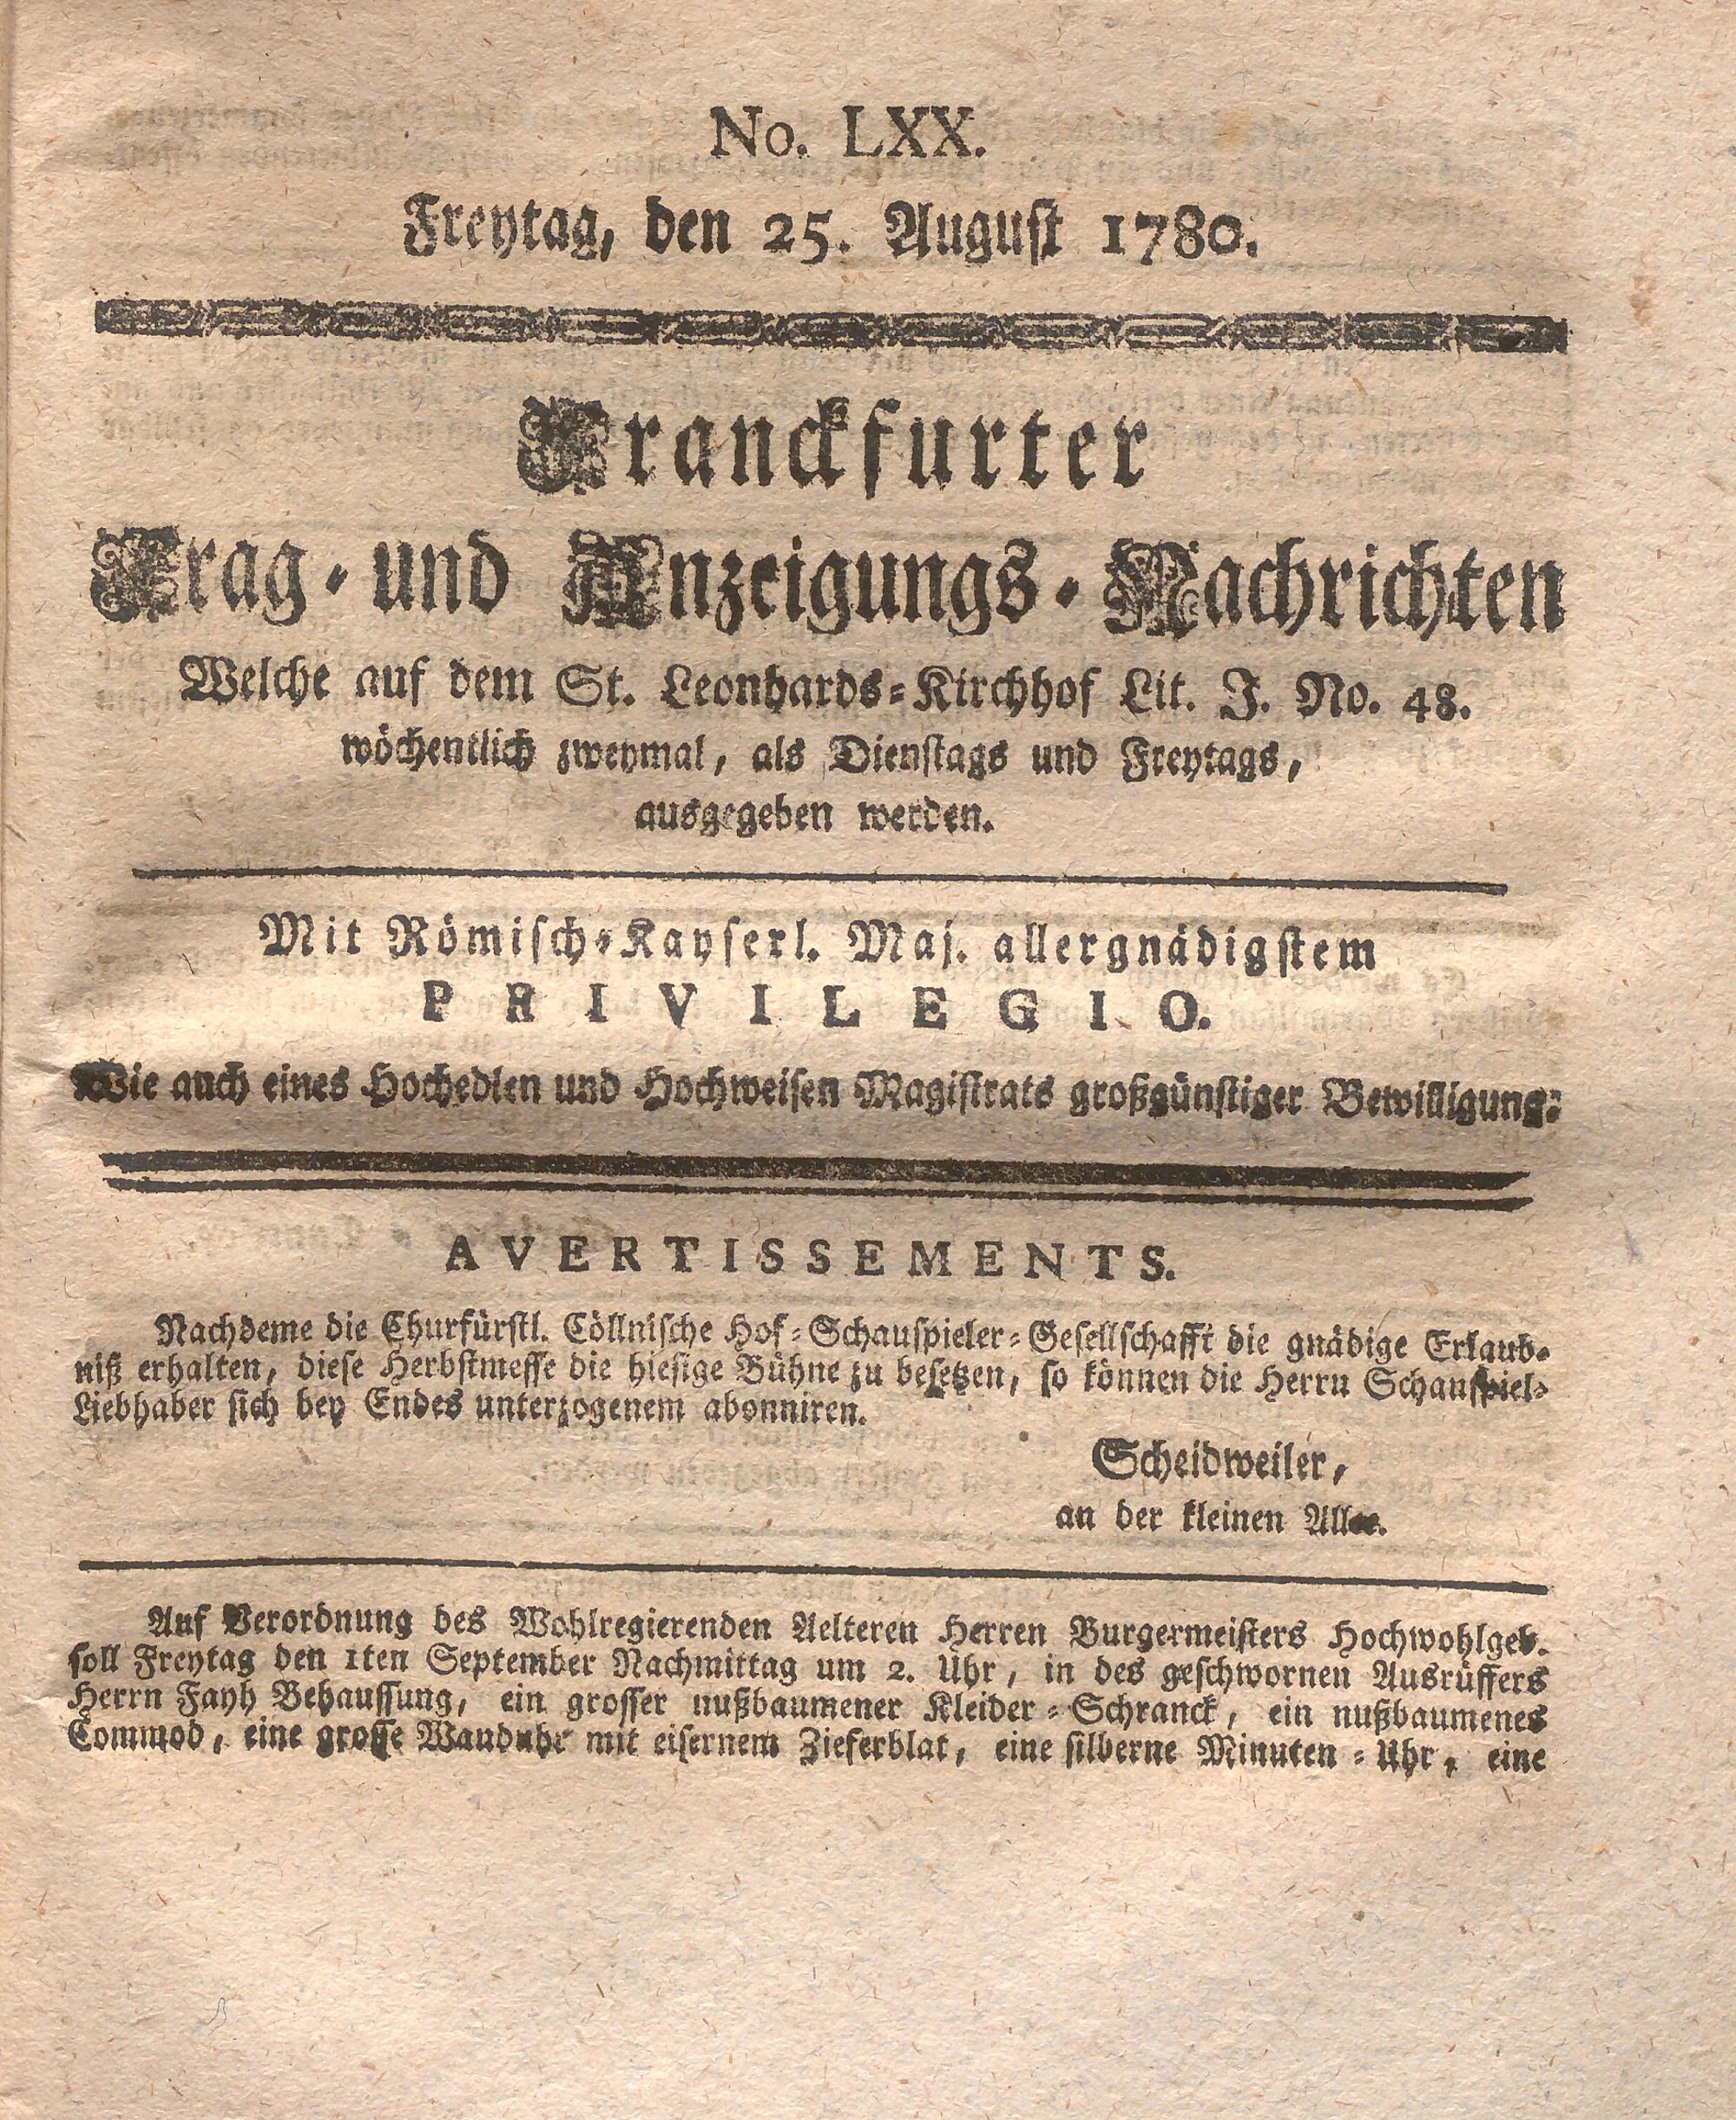 No. LXX.
Freytag, den 25. August 1780.
Franckfurter
Frag- und Anzeigungs-Nachrichten
Welche auf dem St. Leonhards-Kirchhof Lit. J. No. 48.
wöchentlich zweymal, als Dienstags und Freytags,
ausgegeben werden.
Mit Römisch-Kayserl. Maj. allergnädigstem
PRIVILEGIO.
Wie auch eines Hochedlen und Hochweisen Magistrats großgünstiger Bewilligung:
AVERTISSEMENTS.
Nachdeme die Churfürstl. Cöllnische Hof-Schauspieler-Gesellschafft die gnädige Erlaub-
niß erhalten, diese Herbstmesse die hiesige Bühne zu besetzen, so können die Herrn Schauspiel-
Liebhaber sich bey Endes unterzogenem abonniren.
Scheidweiler,
an der kleinen Allee.
Auf Verordnung des Wohlregierenden Aelteren Herren Burgermeisters Hochwohlgeb.
soll Freytag den 1ten September Nachmittag um 2. Uhr, in des geschwornen Ausrüffers
Herrn Fayh Behaussung, ein grosser nußbaumener Kleider-Schranck, ein nußbaumenes
Commod, eine grosse Wanduhr mit eisernem Zieferblat, eine silberne Minuten-Uhr, eine